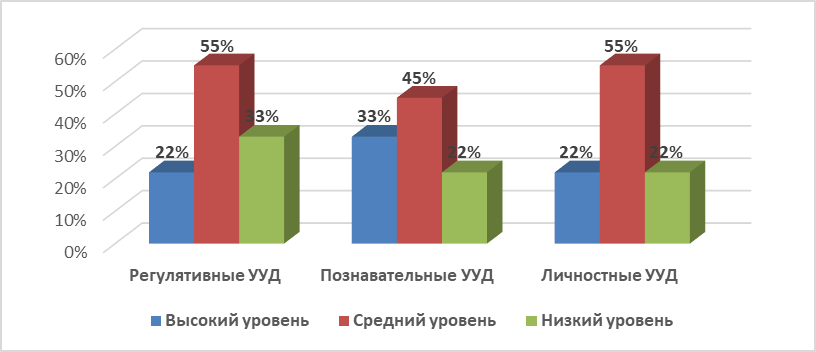 60%
50%
40%
30%
20%
10%
0%
22%
55%
33%
33%
45%
22%
22%
55%
22%
Регулятивные УУД
Познавательные УУД
Личностные УУД
Высокий уровень
Средний уровень
Низкий уровень